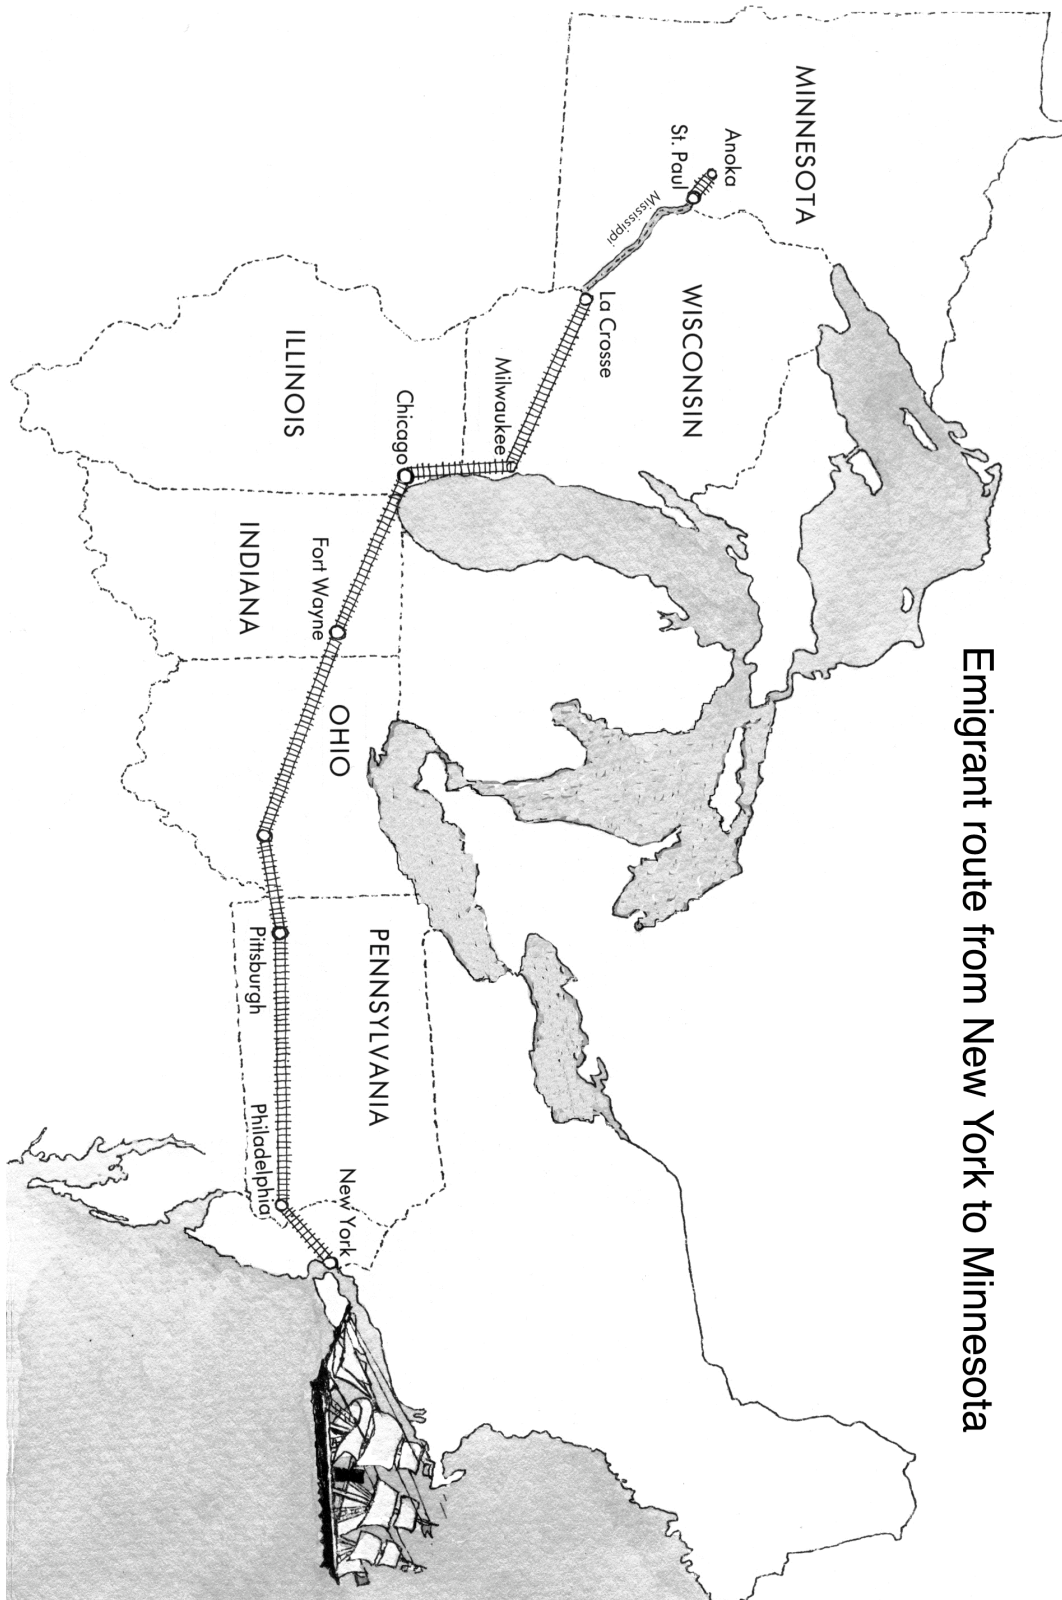 Emigrant route from New York to Minnesota
MINNESOTA
Anoka
St. Paul
Mississippi
WISCONSIN
La Crosse
Milwaukee
Chicago
ILLINOIS
INDIANA
Fort Wayne
OHIO
PENNSYLVANIA
Pittsburgh
Philadelphia
New York